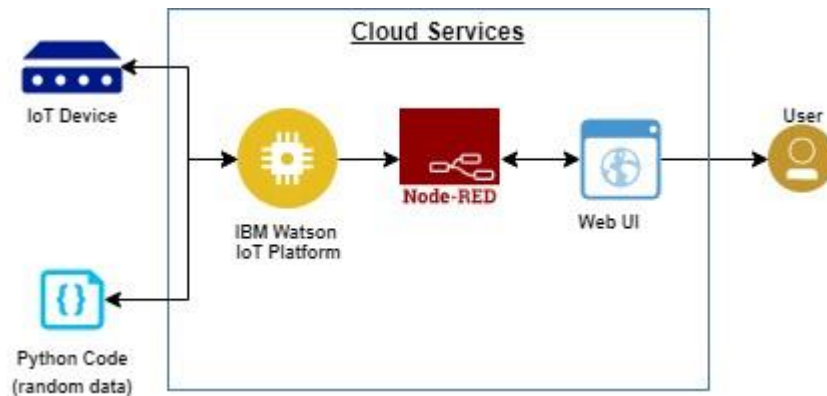 Cloud Services
IoT Device
User
Node-RED
Web UI
IBM Watson
IoT Platform
{}
Python Code
(random data)